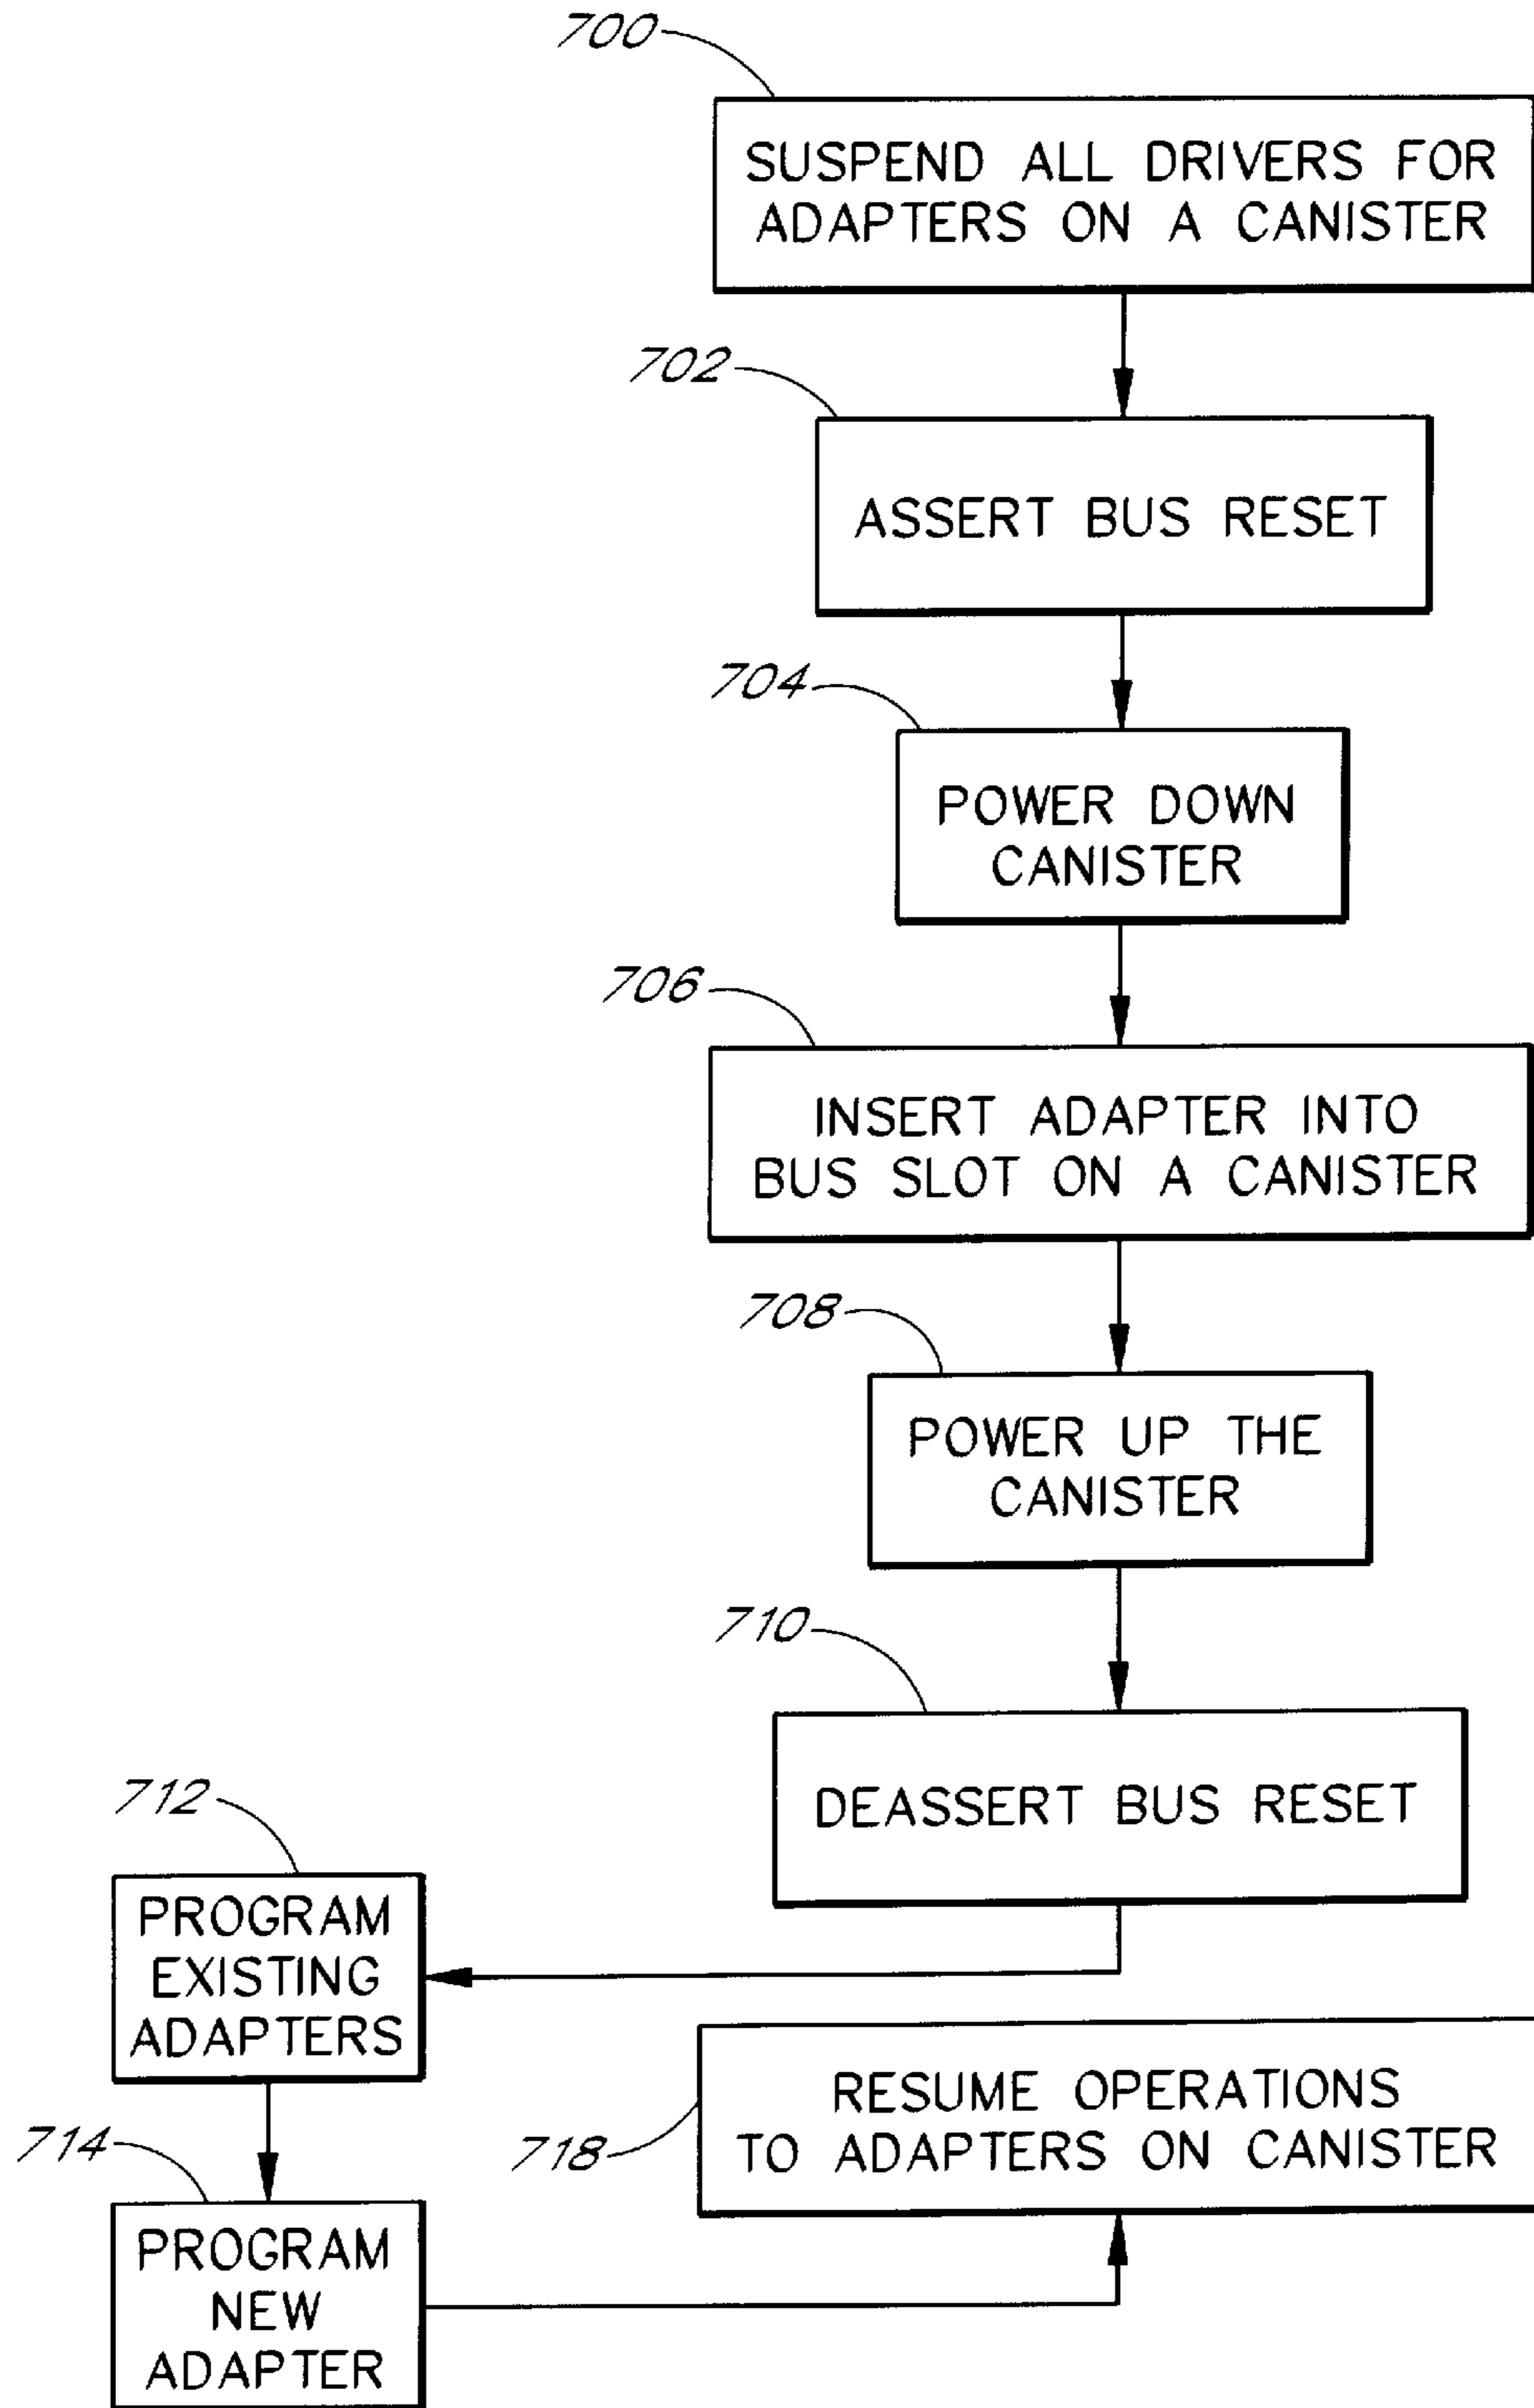 700
SUSPEND ALL DRIVERS FOR
ADAPTERS ON A CANISTER
702
ASSERT BUS RESET
704
POWER DOWN
CANISTER
706
INSERT ADAPTER INTO
BUS SLOT ON A CANISTER
708
POWER UP THE
CANISTER
710
DEASSERT BUS RESET
712
PROGRAM
EXISTING
ADAPTERS
714
PROGRAM
NEW
ADAPTER
718
RESUME OPERATIONS
TO ADAPTERS ON CANISTER